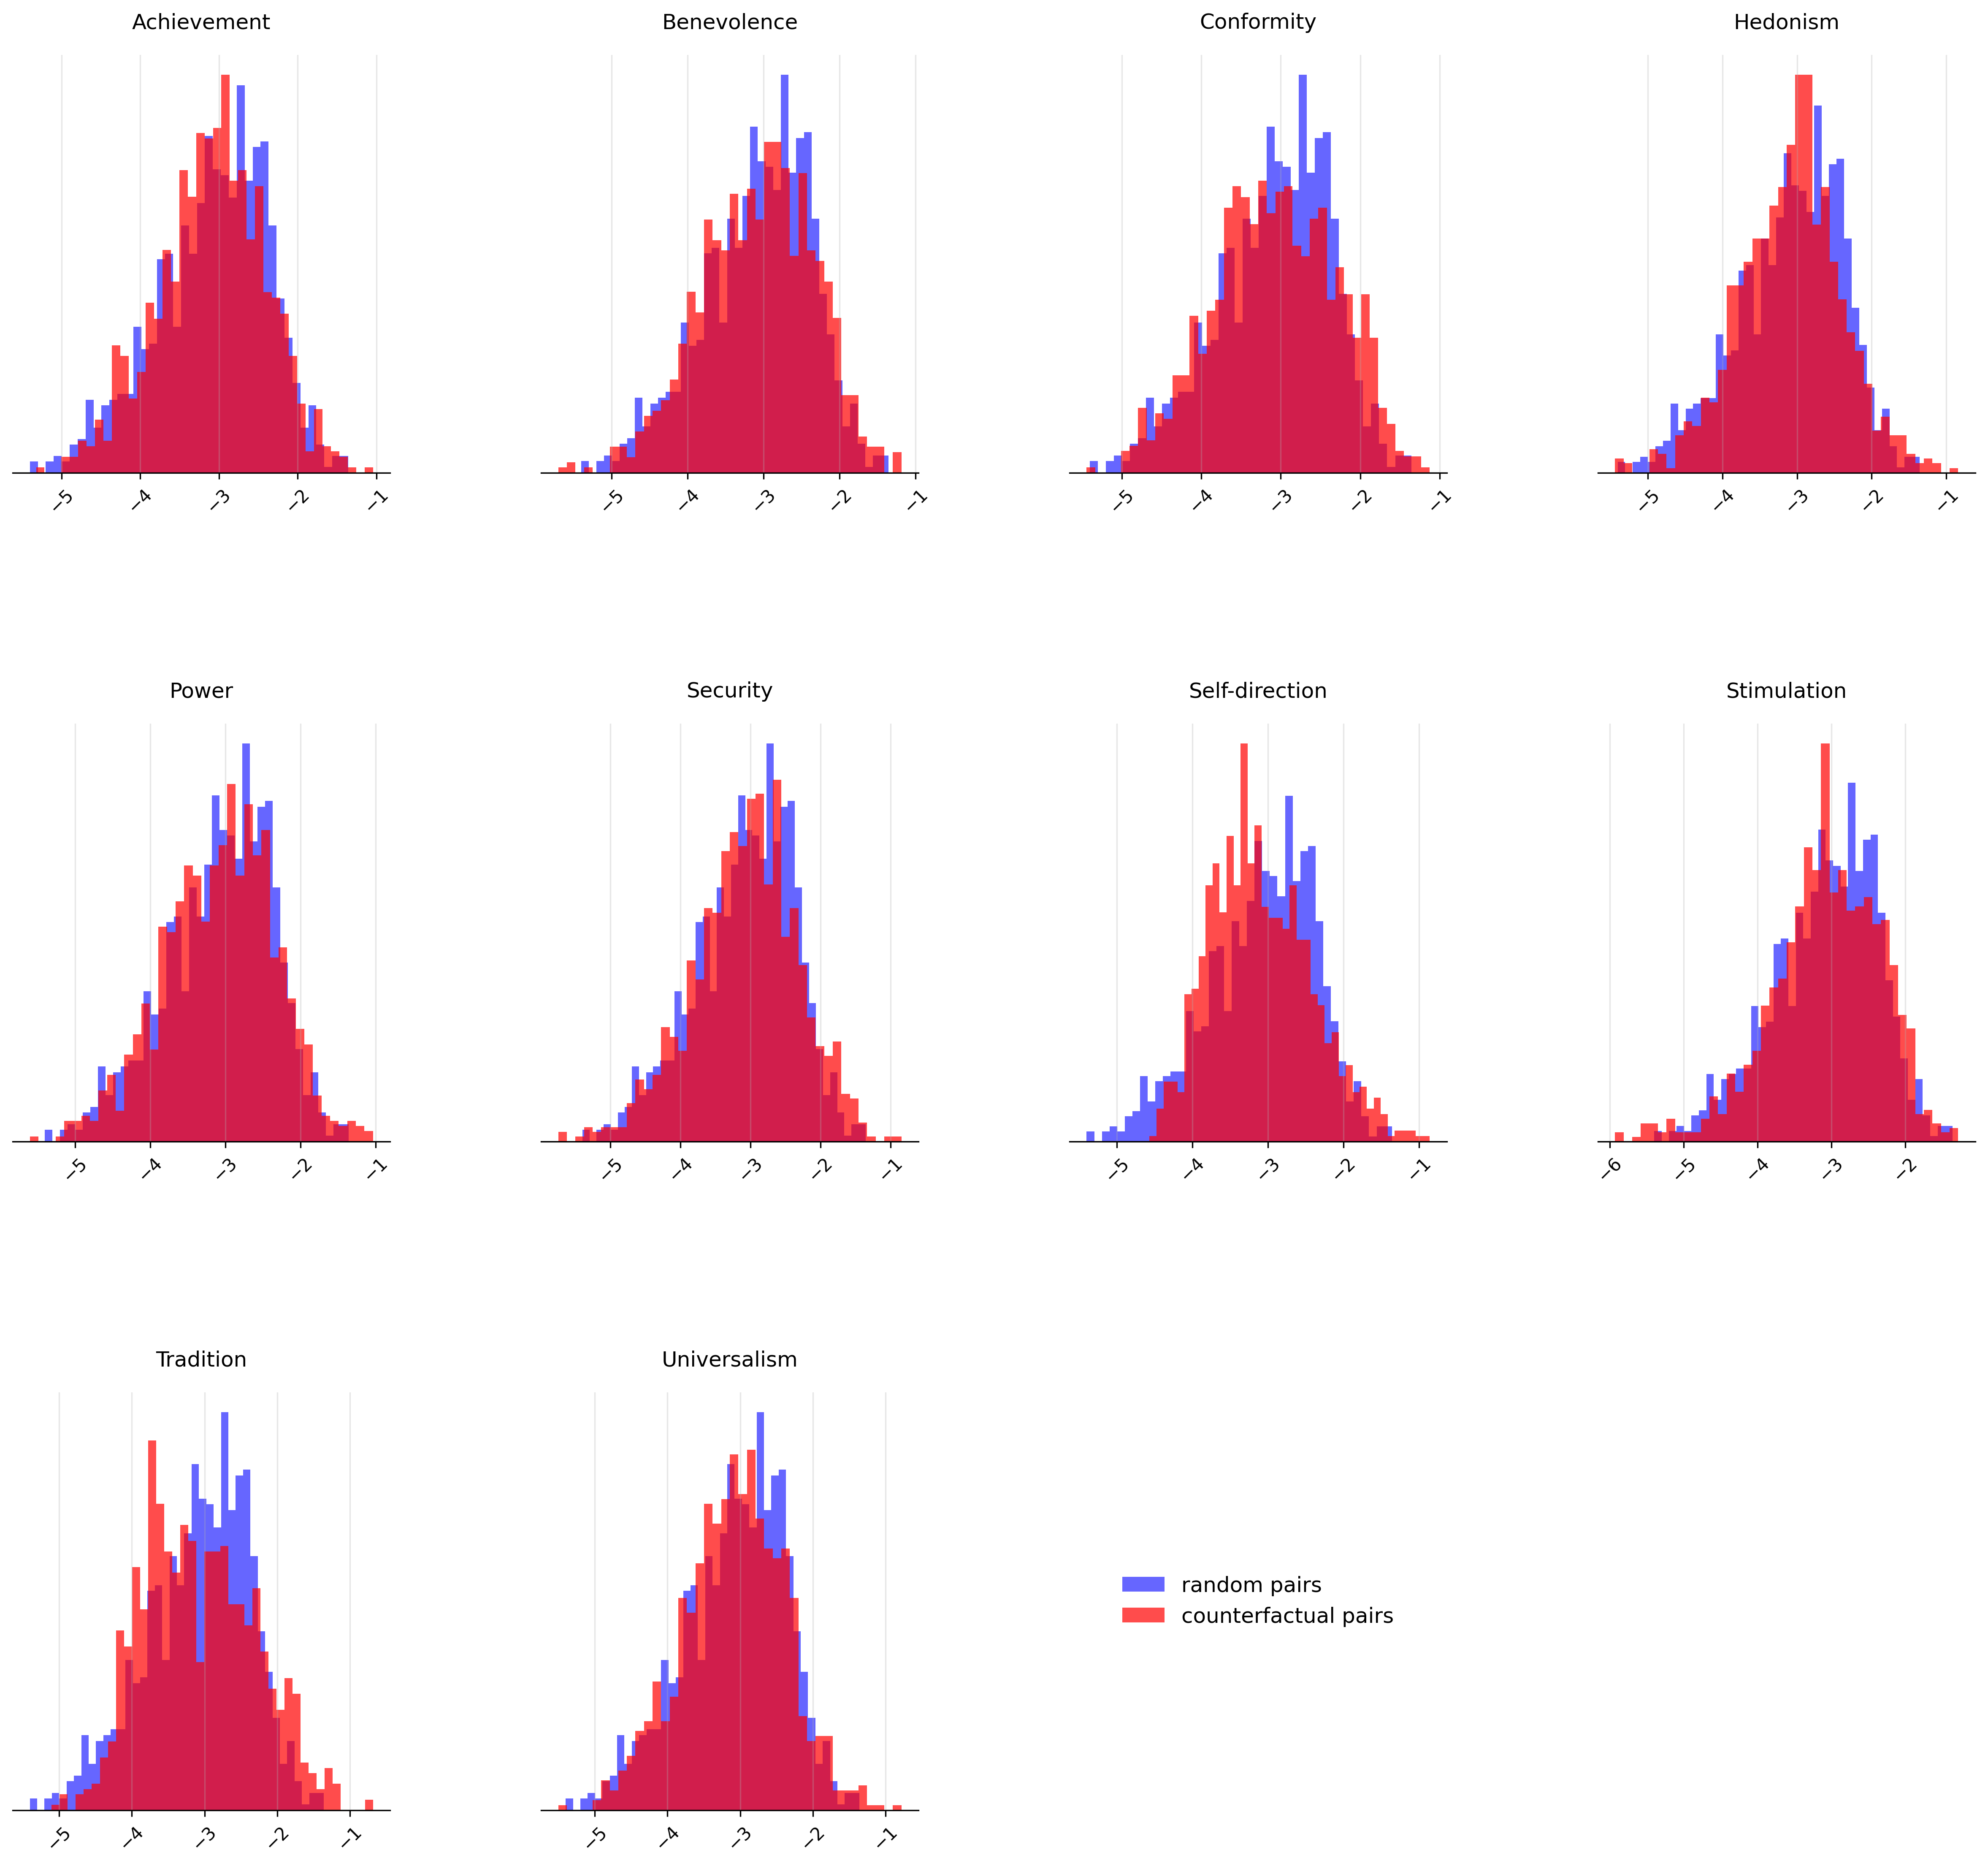 Achievement
Benevolence
Conformity
Hedonism
−5 −4 −3 −2 −1
−5 −4 −3 −2 −1
−5 −4 −3 −2 −1
−5 −4 −3 −2 −1
Power
Security
Self-direction
Stimulation
−5 −4 −3 −2 −1
−5 −4 −3 −2 −1
−5 −4 −3 −2 −1
−6 −5 −4 −3 −2
Tradition
Universalism
random pairs
counterfactual pairs
−5 −4 −3 −2 −1
−5 −4 −3 −2 −1